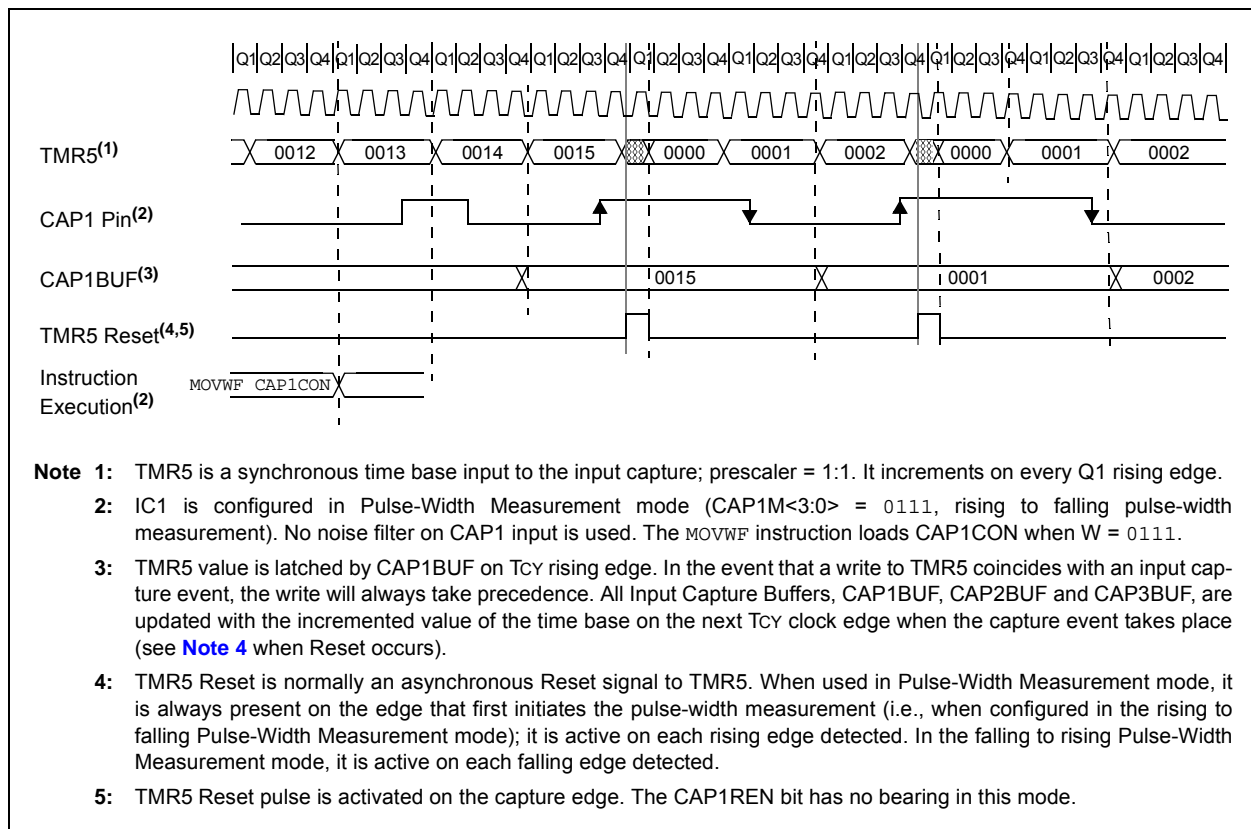 Q1 Q2 Q3 Q4 Q1 Q2 Q3 Q4 Q1 Q2 Q3 Q4 Q1 Q2 Q3 Q4 Q1 Q2 Q3 Q4 Q1 Q2 Q3 Q4 Q1 Q2 Q3 Q4 Q1 Q2 Q3 Q4 Q1 Q2 Q3 Q4 Q1 Q2 Q3 Q4
TMR5(1) 0012 0013 0014 0015 0000 0001 0002 0000 0001 0002
CAP1 Pin(2)
CAP1BUF(3) 0015 0001 0002
TMR5 Reset(4,5)
Instruction
Execution(2) MOVWF CAP1CON
Note 1: TMR5 is a synchronous time base input to the input capture; prescaler = 1:1. It increments on every Q1 rising edge.
2: IC1 is configured in Pulse-Width Measurement mode (CAP1M<3:0> = 0111, rising to falling pulse-width
measurement). No noise filter on CAP1 input is used. The MOVWF instruction loads CAP1CON when W = 0111.
3: TMR5 value is latched by CAP1BUF on TCY rising edge. In the event that a write to TMR5 coincides with an input cap-
ture event, the write will always take precedence. All Input Capture Buffers, CAP1BUF, CAP2BUF and CAP3BUF, are
updated with the incremented value of the time base on the next TCY clock edge when the capture event takes place
(see Note 4 when Reset occurs).
4: TMR5 Reset is normally an asynchronous Reset signal to TMR5. When used in Pulse-Width Measurement mode, it
is always present on the edge that first initiates the pulse-width measurement (i.e., when configured in the rising to
falling Pulse-Width Measurement mode); it is active on each rising edge detected. In the falling to rising Pulse-Width
Measurement mode, it is active on each falling edge detected.
5: TMR5 Reset pulse is activated on the capture edge. The CAP1REN bit has no bearing in this mode.